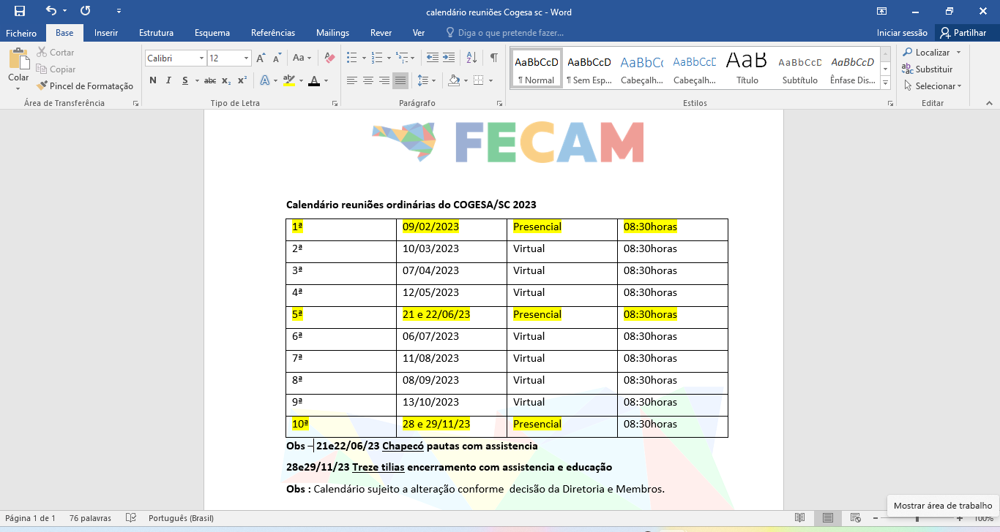 calendário reuniões Cogesa sc - Word
Ficheiro Base Inserir Estrutura Esquema Referências Mailings Rever Ver Diga o que pretende fazer... Iniciar sessão Partilhar
Colar
Cortar
Copiar
Pincel de Formatação
Área de Transferência
Calibri 12
N I S abc x₂ x²
Tipo de Letra
Parágrafo
AaBbCcD AaBbCcD AaBbCc AaBbCcD AaB AaBbCcD AaBbCcD
¶ Normal ¶ Sem Esp... Cabeçalh... Cabeçalh... Título Subtítulo Ênfase Dis...
Estilos
Localizar
Substituir
Selecionar
Editar
FECAM
Calendário reuniões ordinárias do COGESA/SC 2023
1ª 09/02/2023 Presencial 08:30horas
2ª 10/03/2023 Virtual 08:30horas
3ª 07/04/2023 Virtual 08:30horas
4ª 12/05/2023 Virtual 08:30horas
5ª 21 e 22/06/23 Presencial 08:30horas
6ª 06/07/2023 Virtual 08:30horas
7ª 11/08/2023 Virtual 08:30horas
8ª 08/09/2023 Virtual 08:30horas
9ª 13/10/2023 Virtual 08:30horas
10ª 28 e 29/11/23 Presencial 08:30horas
Obs – 21e22/06/23 Chapecó pautas com assistencia
28e29/11/23 Treze tilias encerramento com assistencia e educação
Obs : Calendário sujeito a alteração conforme  decisão da Diretoria e Membros.
Mostrar área de trabalho
Página 1 de 1 76 palavras Português (Brasil) 100%